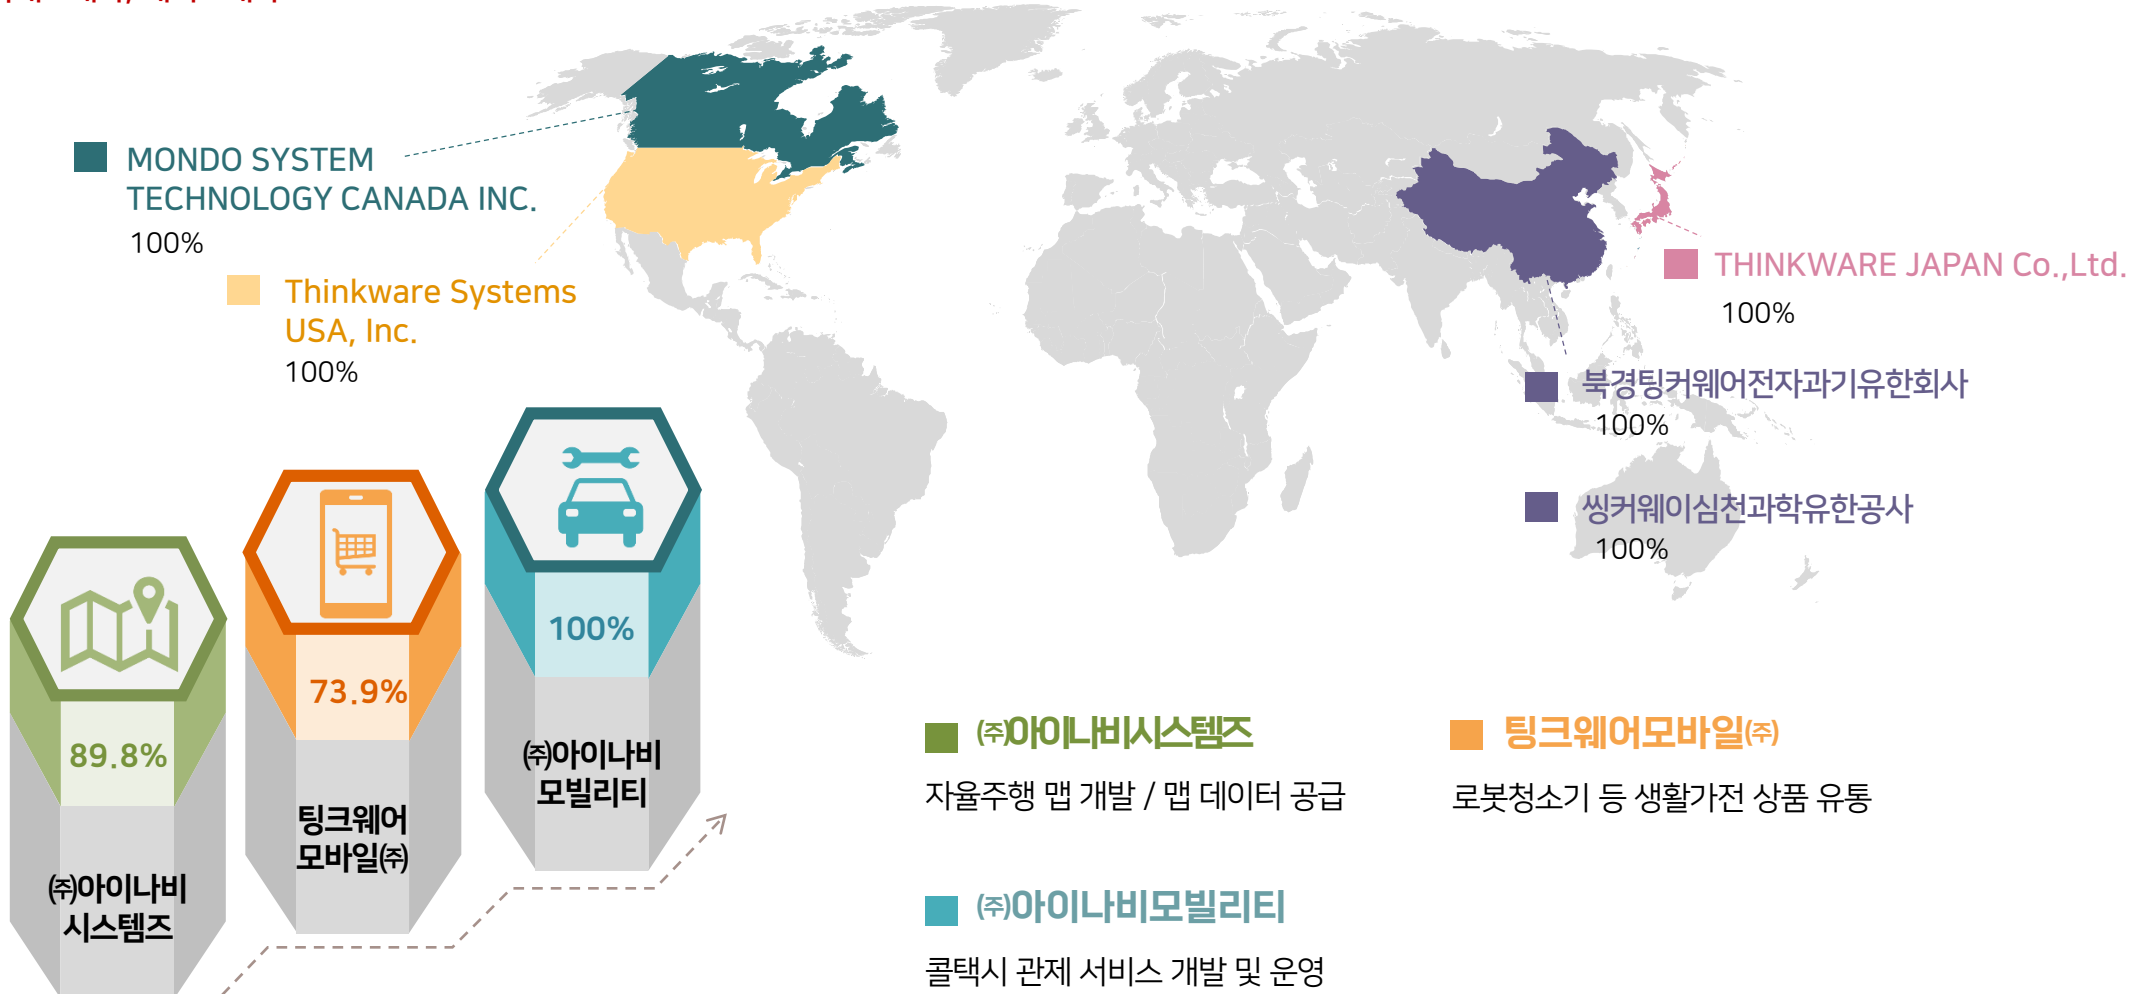 MONDO SYSTEM
TECHNOLOGY CANADA INC.
100%
Thinkware Systems
USA, Inc.
100%
THINKWARE JAPAN Co.,Ltd.
100%
북경팅커웨어전자과기유한회사
100%
씽커웨이심천과학유한공사
100%
89.8%
㈜아이나비
시스템즈
73.9%
팅크웨어
모바일㈜
100%
㈜아이나비
모빌리티
㈜아이나비시스템즈
자율주행 맵 개발 / 맵 데이터 공급
팅크웨어모바일㈜
로봇청소기 등 생활가전 상품 유통
㈜아이나비모빌리티
콜택시 관제 서비스 개발 및 운영